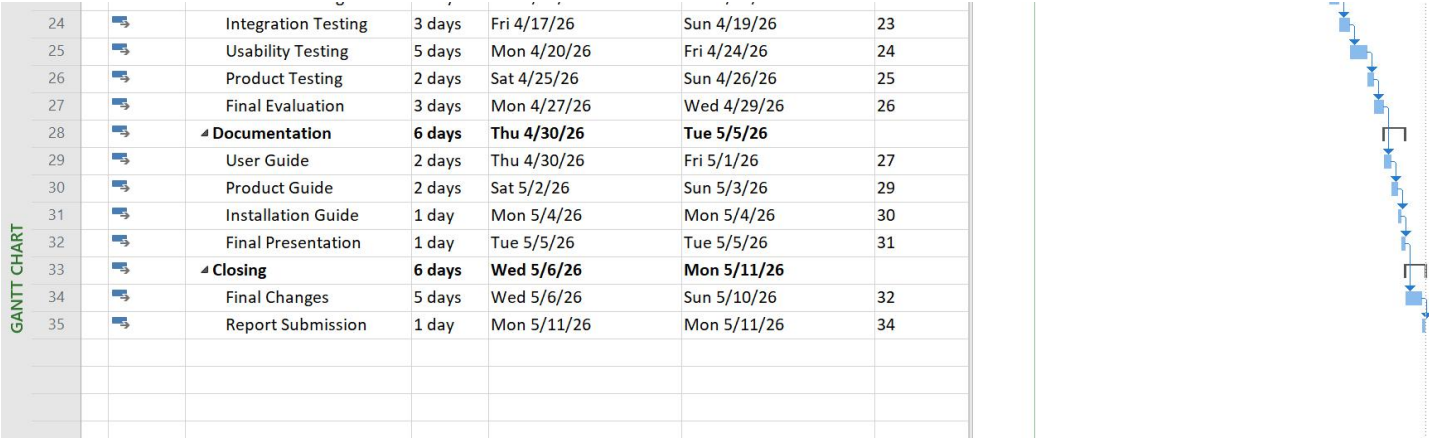 24 Integration Testing 3 days Fri 4/17/26 Sun 4/19/26 23
25 Usability Testing 5 days Mon 4/20/26 Fri 4/24/26 24
26 Product Testing 2 days Sat 4/25/26 Sun 4/26/26 25
27 Final Evaluation 3 days Mon 4/27/26 Wed 4/29/26 26
28 Documentation 6 days Thu 4/30/26 Tue 5/5/26
29 User Guide 2 days Thu 4/30/26 Fri 5/1/26 27
30 Product Guide 2 days Sat 5/2/26 Sun 5/3/26 29
31 Installation Guide 1 day Mon 5/4/26 Mon 5/4/26 30
32 Final Presentation 1 day Tue 5/5/26 Tue 5/5/26 31
33 Closing 6 days Wed 5/6/26 Mon 5/11/26
34 Final Changes 5 days Wed 5/6/26 Sun 5/10/26 32
35 Report Submission 1 day Mon 5/11/26 Mon 5/11/26 34
GANTT CHART